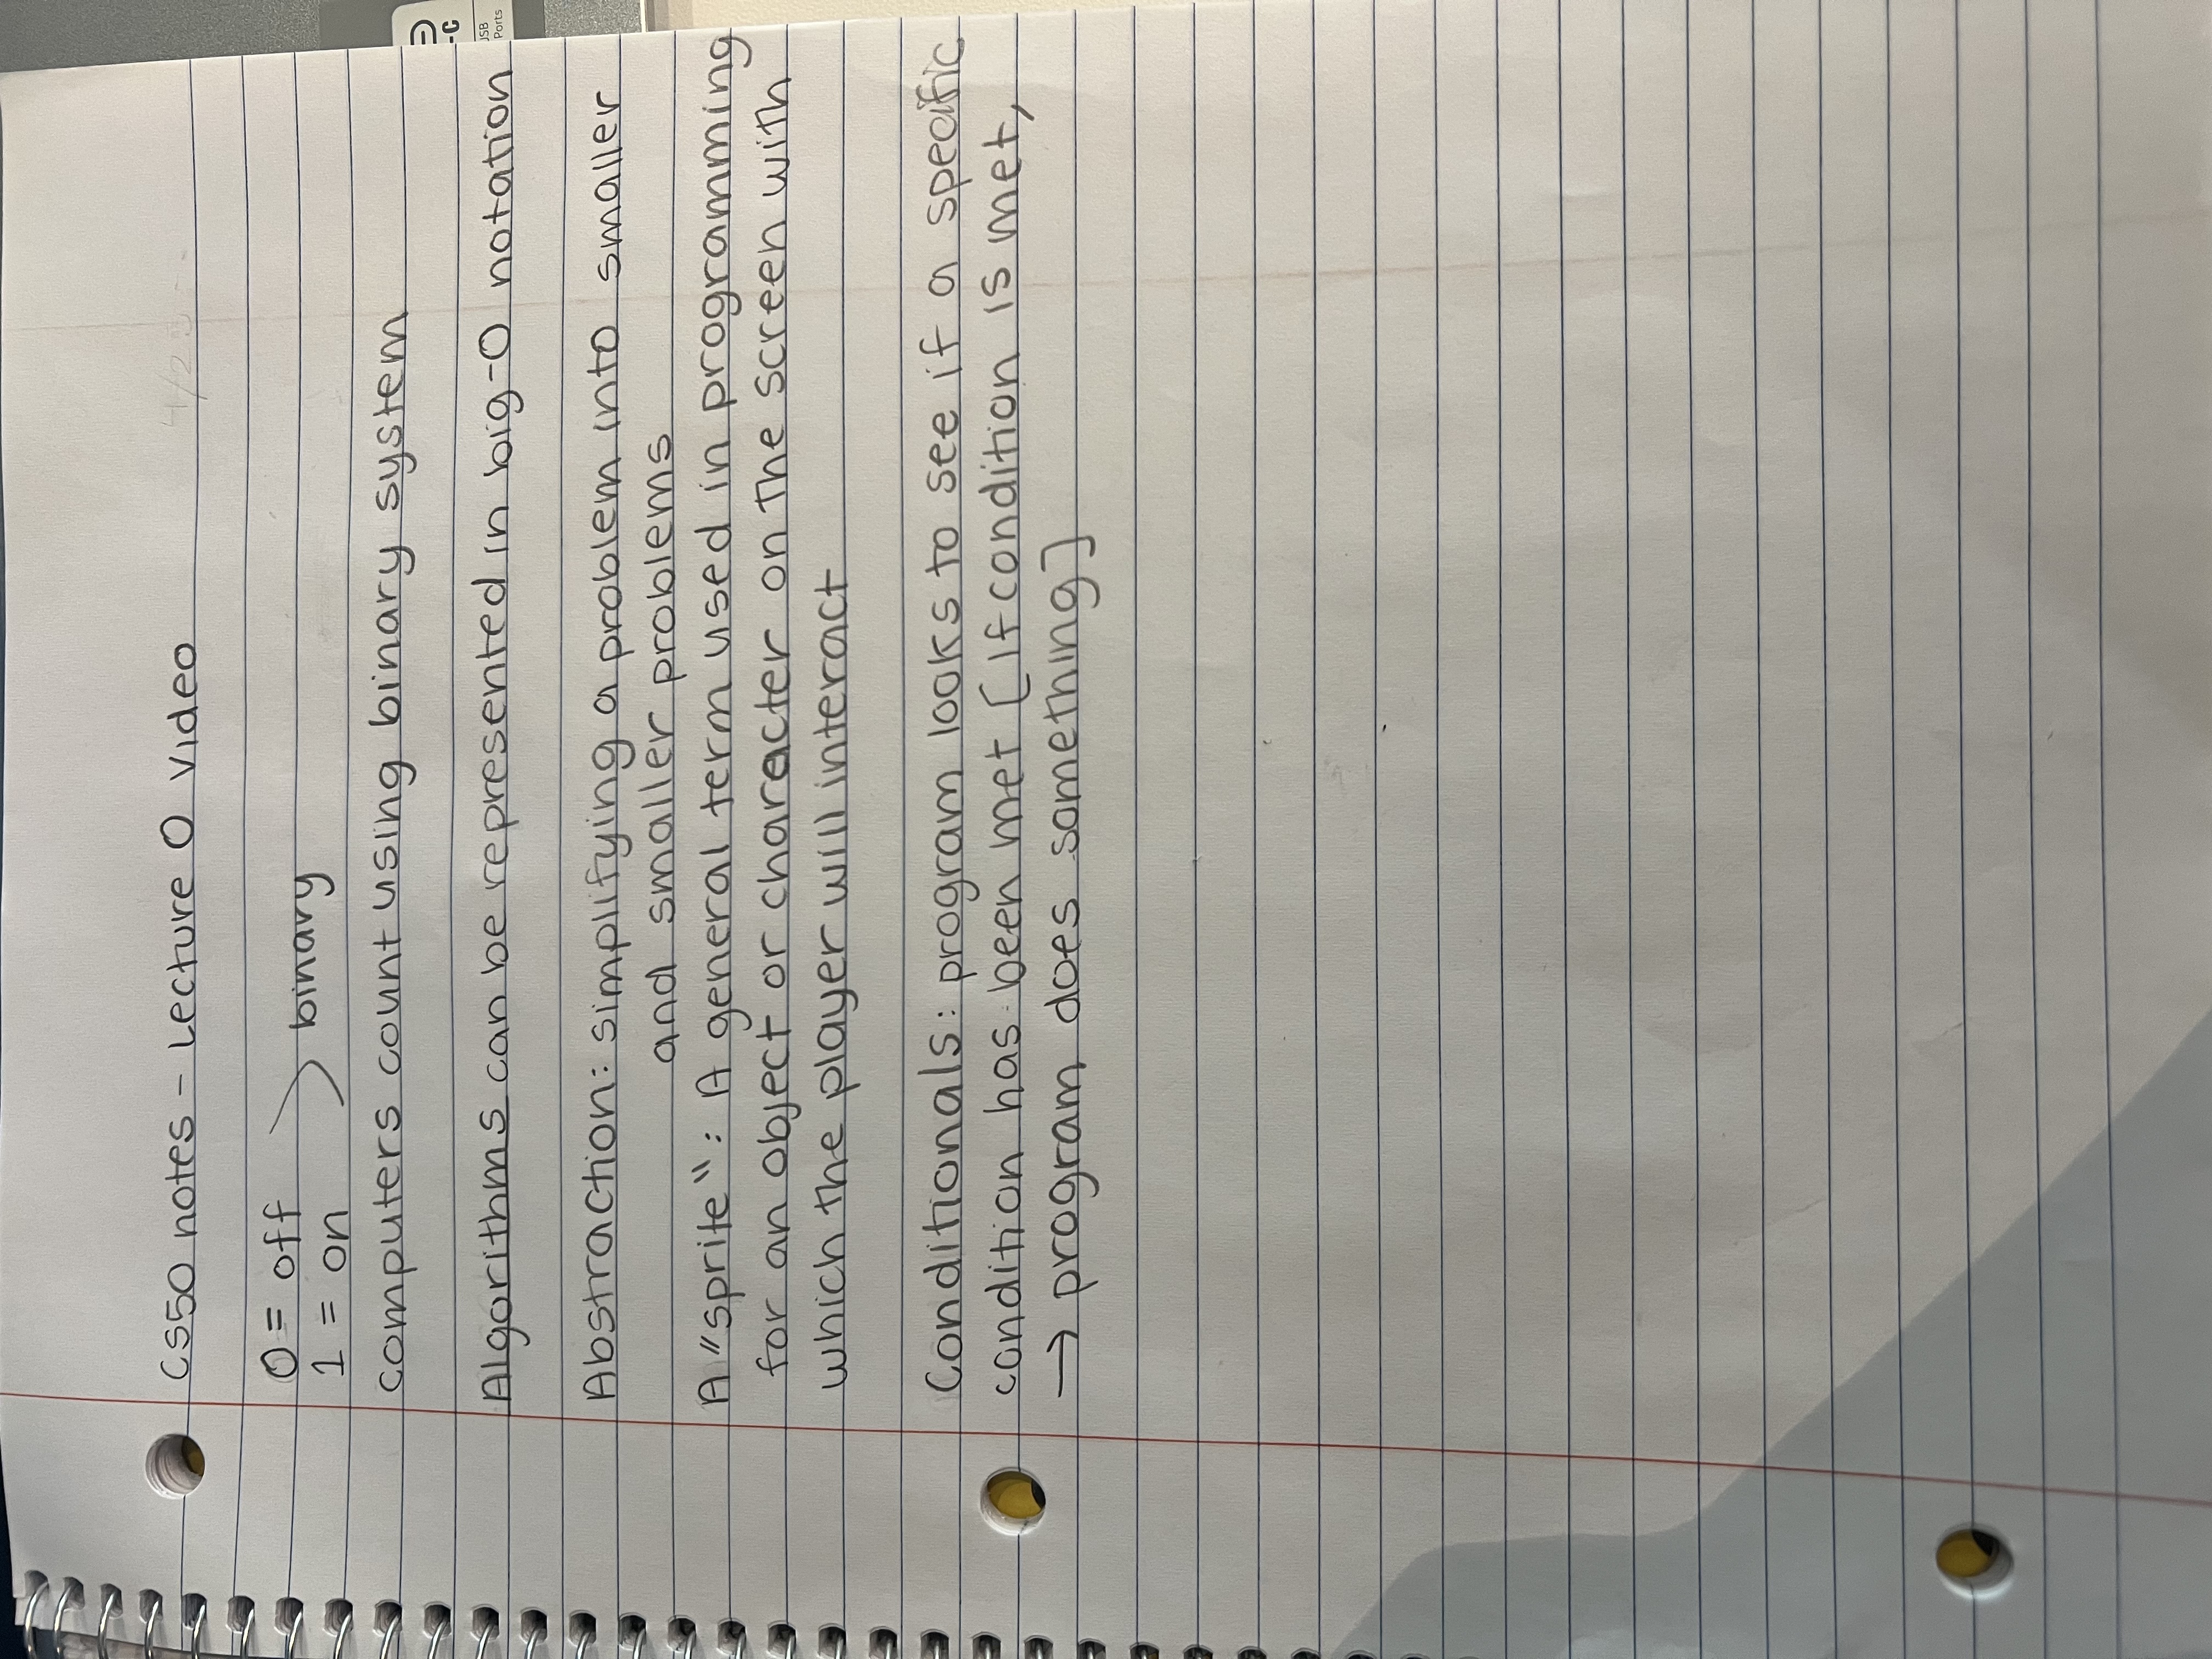 CS50 notes - Lecture 0 Video
0 = off
1 = on
binary
computers count using binary system
Algorithms can be represented in big-O notation
Abstraction: simplifying a problem into smaller
and smaller problems
A "sprite": A general term used in programming
for an object or character on the screen with
which the player will interact
Conditionals: program looks to see if a specific
condition has been met [if condition is met,
→ program does something]
-C
USB
Ports